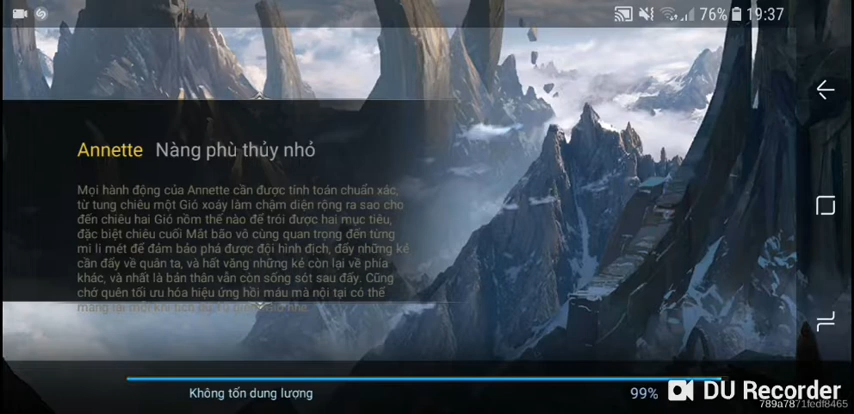 76% 19:37
Annette Nàng phù thủy nhỏ
Mọi hành động của Annette cần được tính toán chuẩn xác,
từ tung chiêu một Gió xoáy làm chậm diện rộng ra sao cho
đến chiêu hai Gió nồm thế nào để trói được hai mục tiêu,
đặc biệt chiêu cuối Mắt bão vô cùng quan trọng đến từng
mi li mét để đảm bảo phá được đội hình địch, đẩy những kẻ
cần đẩy về quân ta, và hất văng những kẻ còn lại về phía
khác, và nhất là bản thân vẫn còn sống sót sau đấy. Cũng
chớ quên tối ưu hóa hiệu ứng hồi máu mà nội tại có thể
mang lại mỗi khi
Không tốn dung lượng
99% DU Recorder
789a7871fedf8465